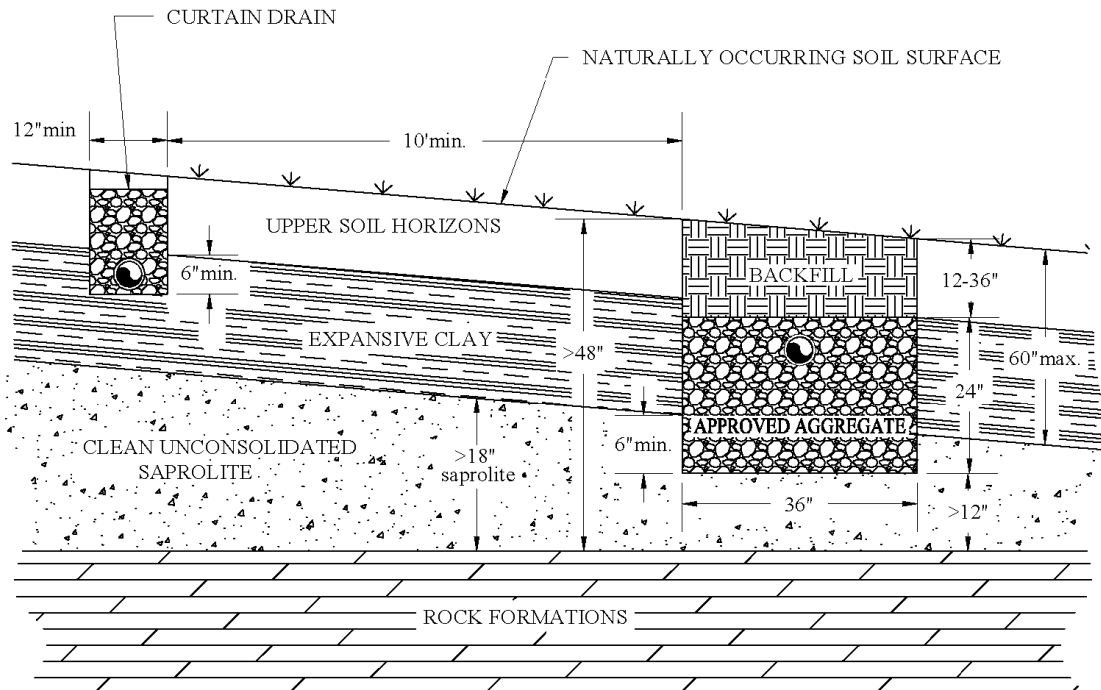 CURTAIN DRAIN
NATURALLY OCCURRING SOIL SURFACE
12"min
10'min.
UPPER SOIL HORIZONS
6"min.
BACKFILL
12-36"
EXPANSIVE CLAY
>48"
60"max.
24"
APPROVED AGGREGATE
CLEAN UNCONSOLIDATED
SAPROLITE
>18"
saprolite
6"min.
36"
>12"
ROCK FORMATIONS